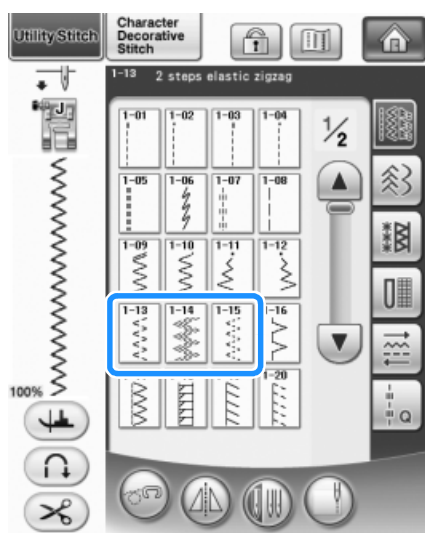 Utility Stitch
Character
Decorative
Stitch
1-13 2 steps elastic zigzag
J
1-01 1-02 1-03 1-04
1/2
1-05 1-06 1-07 1-08
1-09 1-10 1-11 1-12
1-13 1-14 1-15 1-16
1-20
100%
Q